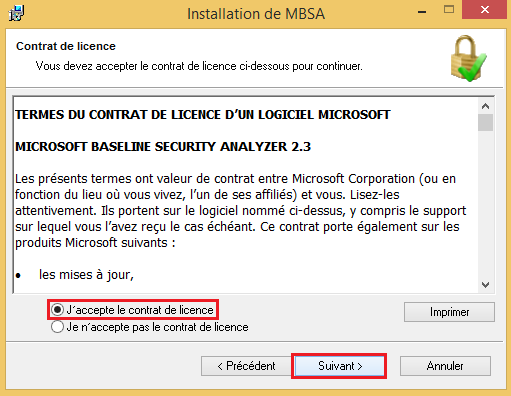 Installation de MBSA
Contrat de licence
Vous devez accepter le contrat de licence ci-dessous pour continuer.
TERMES DU CONTRAT DE LICENCE D'UN LOGICIEL MICROSOFT
MICROSOFT BASELINE SECURITY ANALYZER 2.3
Les présents termes ont valeur de contrat entre Microsoft Corporation (ou en
fonction du lieu où vous vivez, l'un de ses affiliés) et vous. Lisez-les
attentivement. Ils portent sur le logiciel nommé ci-dessus, y compris le support
sur lequel vous l'avez reçu le cas échéant. Ce contrat porte également sur les
produits Microsoft suivants :
• les mises à jour,
J'accepte le contrat de licence
Je n'accepte pas le contrat de licence
Imprimer
< Précédent
Suivant >
Annuler